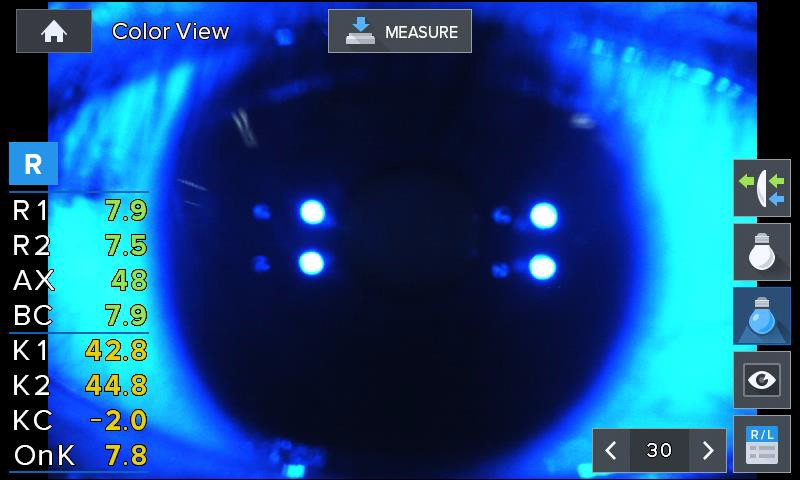 Color View
MEASURE
R
R1 7.9
R2 7.5
AX 48
BC 7.9
K1 42.8
K2 44.8
KC -2.0
OnK 7.8
30
R/L